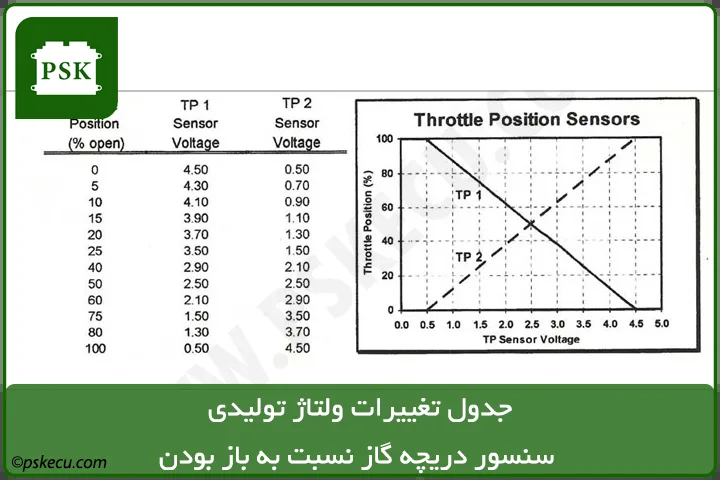 PSK
TP 1 TP 2
Position Sensor Sensor
(% open) Voltage Voltage
0 4.50 0.50
5 4.30 0.70
10 4.10 0.90
15 3.90 1.10
20 3.70 1.30
25 3.50 1.50
40 2.90 2.10
50 2.50 2.50
60 2.10 2.90
75 1.50 3.50
80 1.30 3.70
100 0.50 4.50
Throttle Position Sensors
Throttle Position (%)
100
80
60
40
20
0
TP 1
TP 2
0.0 0.5 1.0 1.5 2.0 2.5 3.0 3.5 4.0 4.5 5.0
TP Sensor Voltage
WWW.PSKECU.COM
جدول تغییرات ولتاژ تولیدی
سنسور دریچه گاز نسبت به باز بودن
©pskecu.com